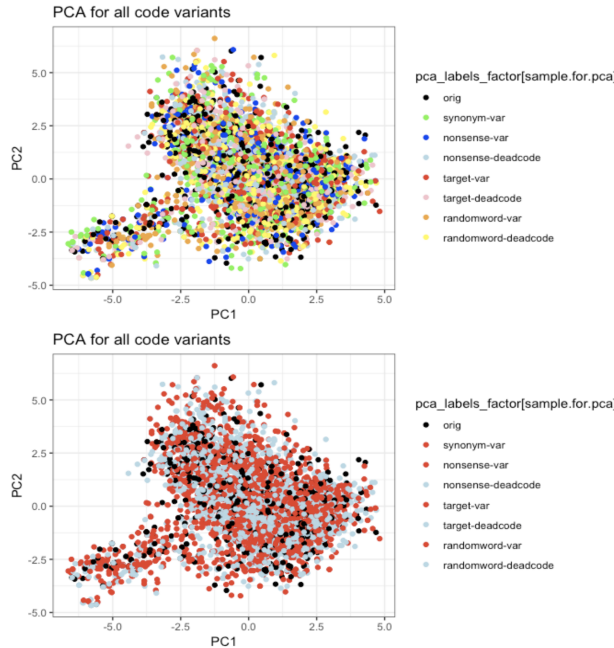 PCA for all code variants
5.0
2.5
0.0
-2.5
-5.0
PC2
-5.0 -2.5 0.0 2.5 5.0
PC1
pca_labels_factor[sample.for.pca]
orig
synonym-var
nonsense-var
nonsense-deadcode
target-var
target-deadcode
randomword-var
randomword-deadcode
PCA for all code variants
5.0
2.5
0.0
-2.5
-5.0
PC2
-5.0 -2.5 0.0 2.5 5.0
PC1
pca_labels_factor[sample.for.pca]
orig
synonym-var
nonsense-var
nonsense-deadcode
target-var
target-deadcode
randomword-var
randomword-deadcode